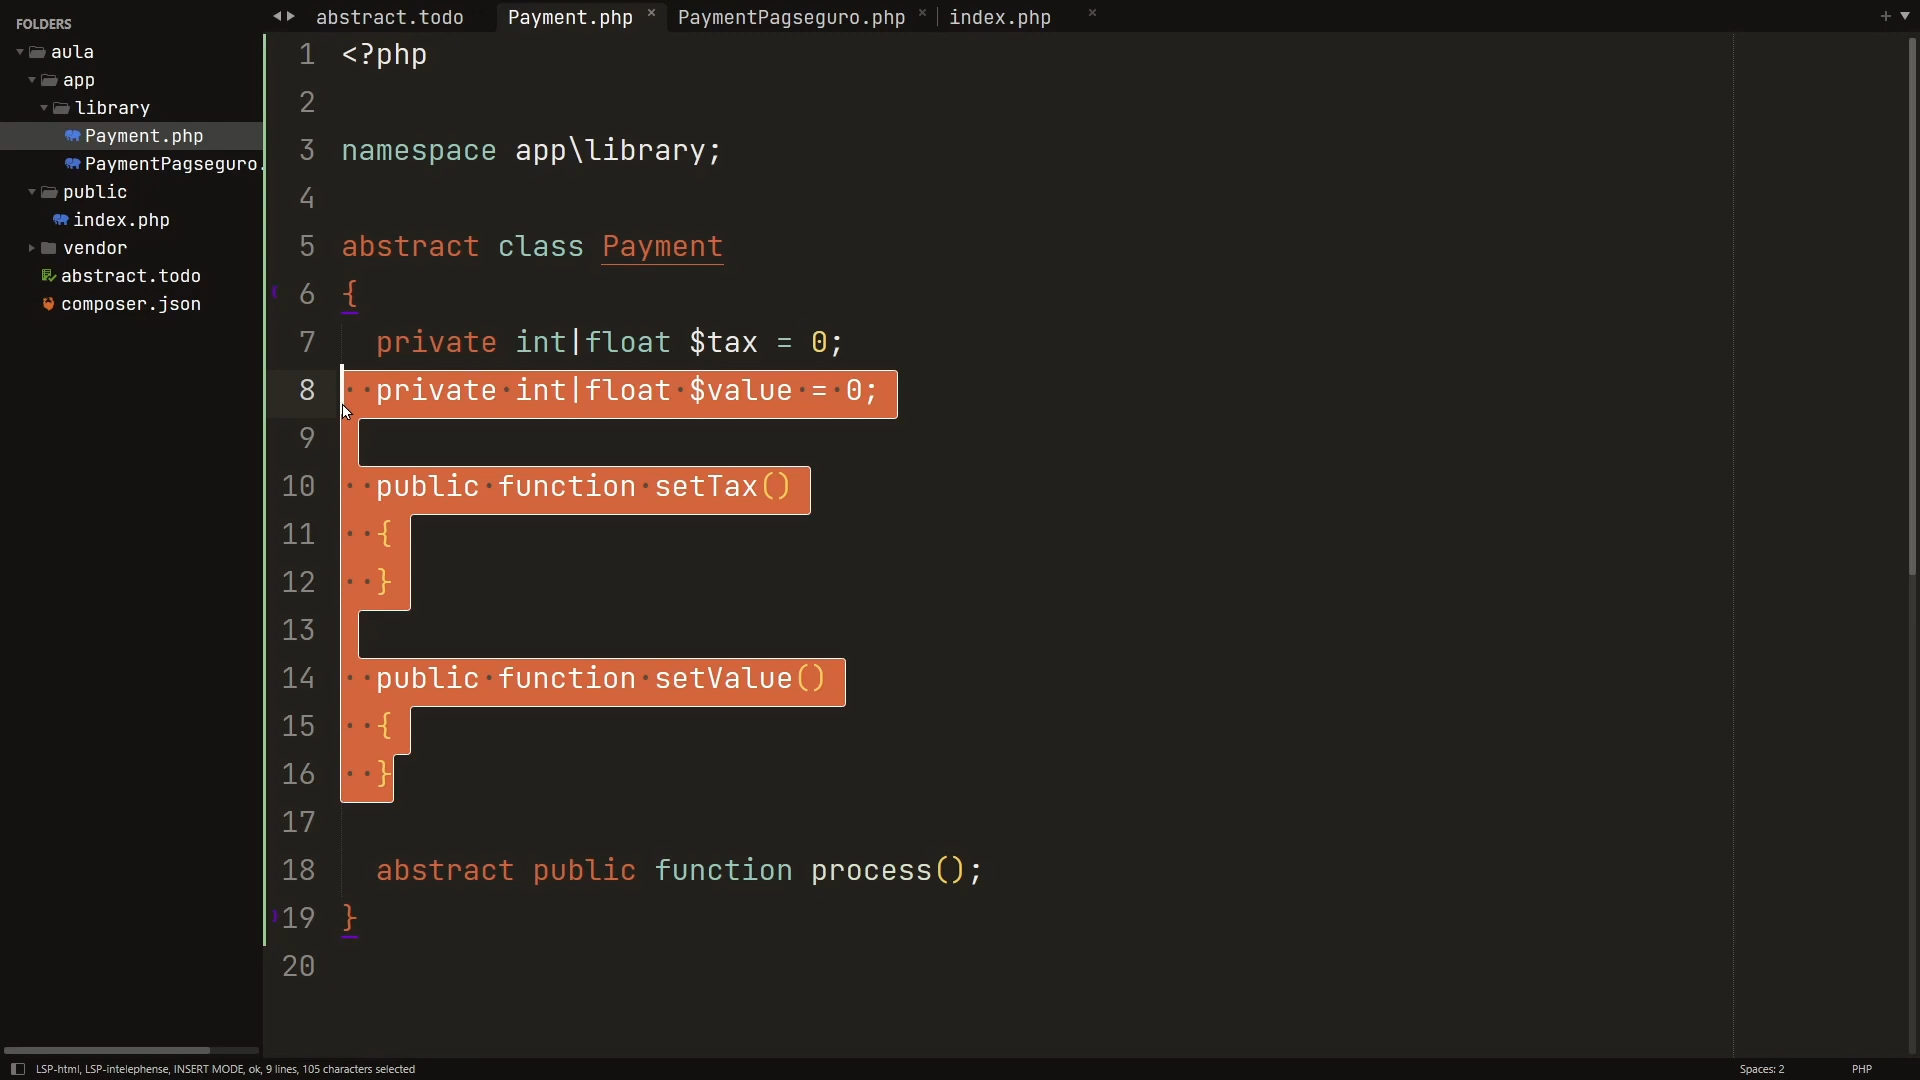 FOLDERS
aula
app
library
Payment.php
PaymentPagseguro.
public
index.php
vendor
abstract.todo
composer.json
abstract.todo
Payment.php ×
PaymentPagseguro.php ×
index.php ×
+
1 <?php
2
3 namespace app\library;
4
5 abstract class Payment
6 {
7 private int|float $tax = 0;
8 private int|float $value = 0;
9
10 public function setTax()
11 {
12 }
13
14 public function setValue()
15 {
16 }
17
18 abstract public function process();
19 }
20
LSP-html, LSP-intelephense, INSERT MODE, ok, 9 lines, 105 characters selected
Spaces: 2
PHP